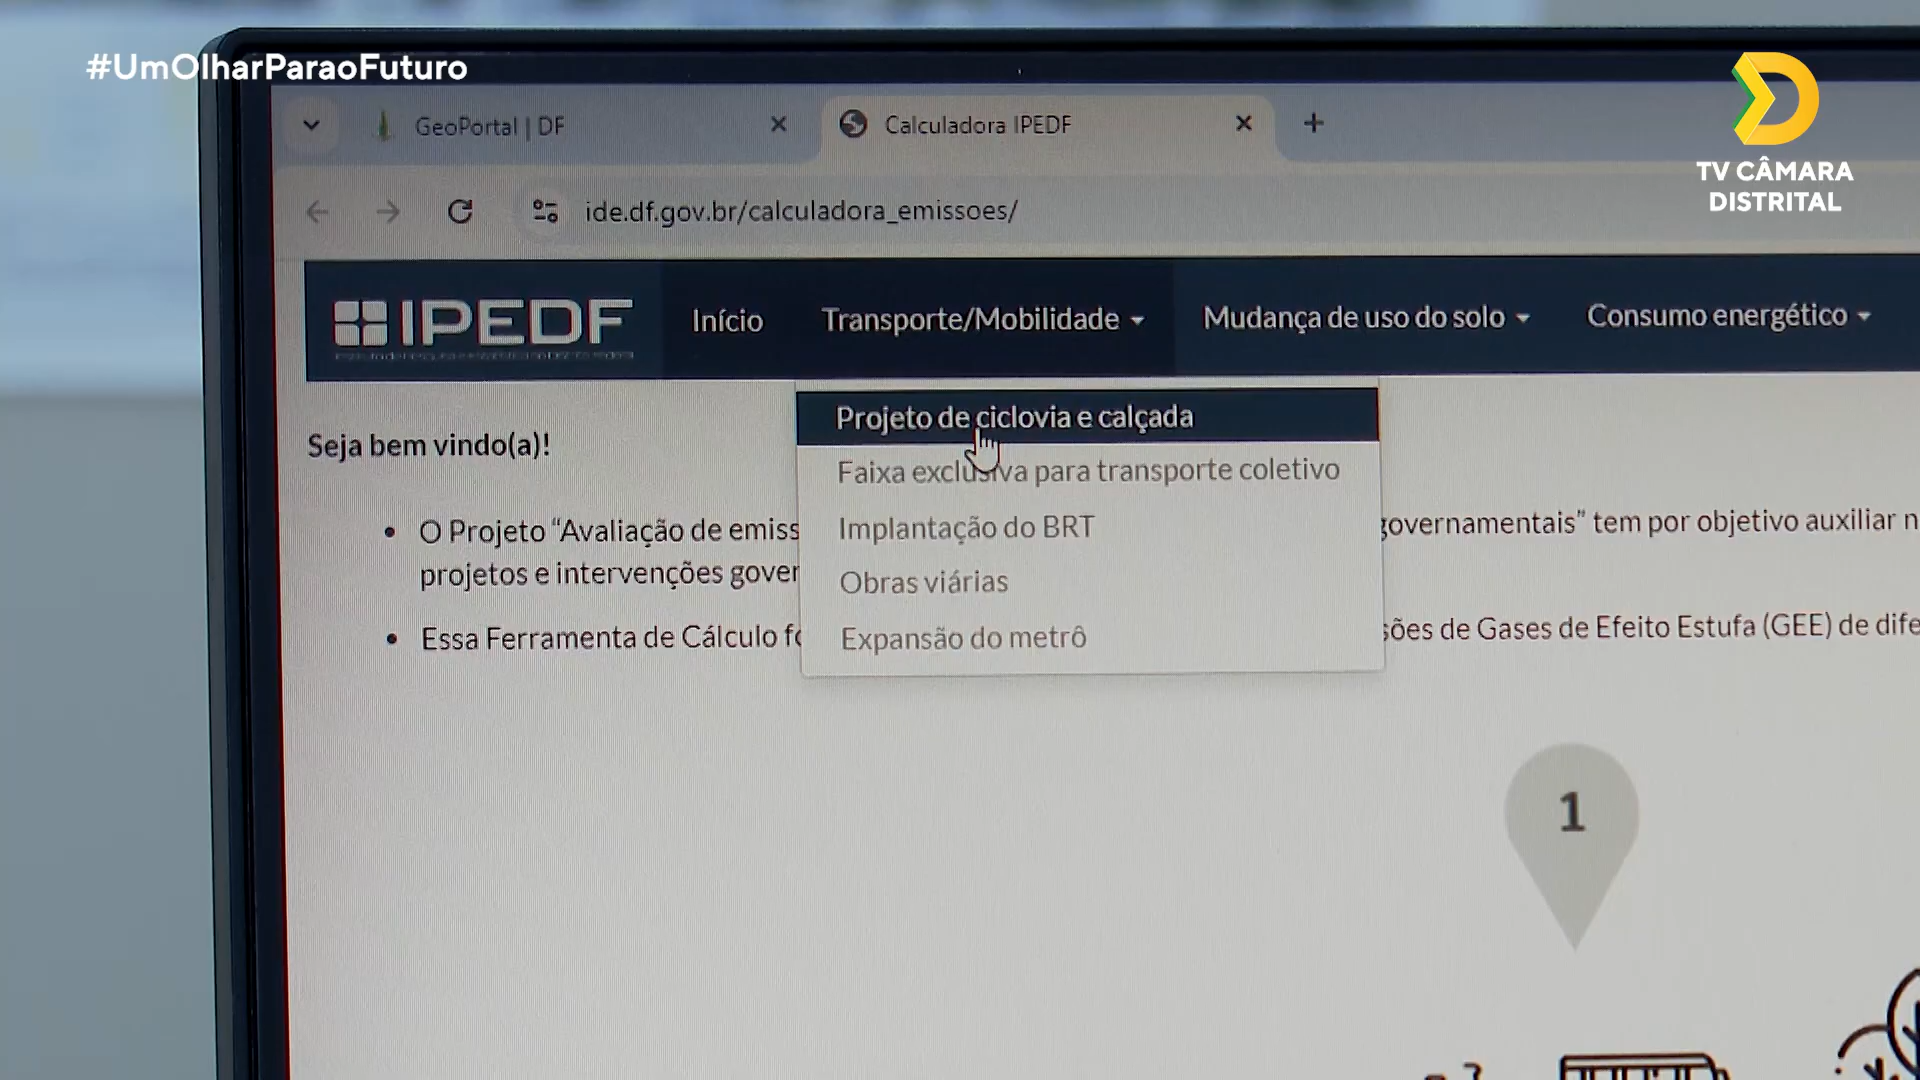 #UmOlharParaoFuturo
TV CÂMARA
DISTRITAL
GeoPortal | DF
Calculadora IPEDF
ide.df.gov.br/calculadora_emissoes/
IPEDF
Início
Transporte/Mobilidade
Mudança de uso do solo
Consumo energético
Projeto de ciclovia e calçada
Faixa exclusiva para transporte coletivo
Implantação do BRT
Obras viárias
Expansão do metrô
Seja bem vindo(a)!
O Projeto “Avaliação de emiss governamentais” tem por objetivo auxiliar n
projetos e intervenções gover
Essa Ferramenta de Cálculo fo ões de Gases de Efeito Estufa (GEE) de dife
1